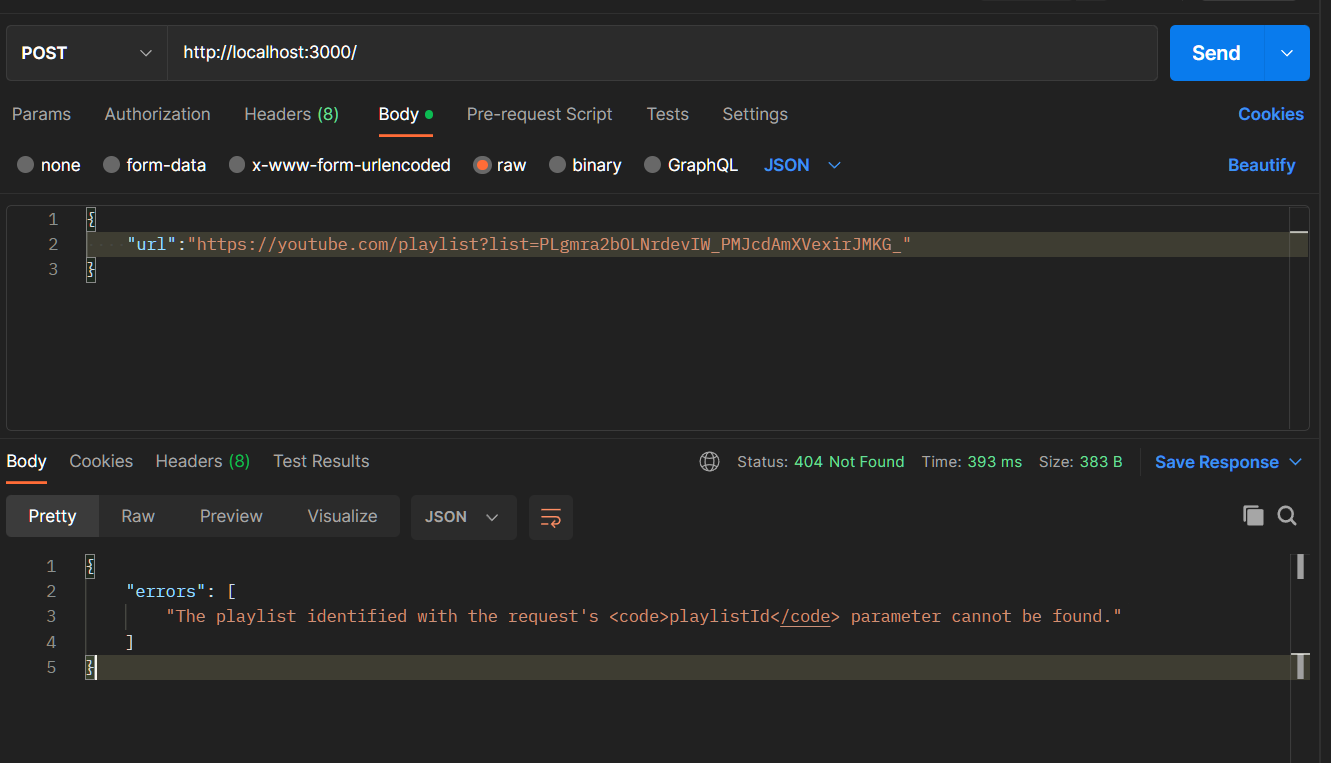 POST http://localhost:3000/ Send
Params Authorization Headers (8) Body Pre-request Script Tests Settings Cookies
none form-data x-www-form-urlencoded raw binary GraphQL JSON Beautify
1 {
2 "url":"https://youtube.com/playlist?list=PLgmra2bOLNrdevIW_PMJcdAmXVexirJMKG_"
3 }
Body Cookies Headers (8) Test Results Status: 404 Not Found Time: 393 ms Size: 383 B Save Response
Pretty Raw Preview Visualize JSON
1 {
2 "errors": [
3 "The playlist identified with the request's <code>playlistId</code> parameter cannot be found."
4 ]
5 }